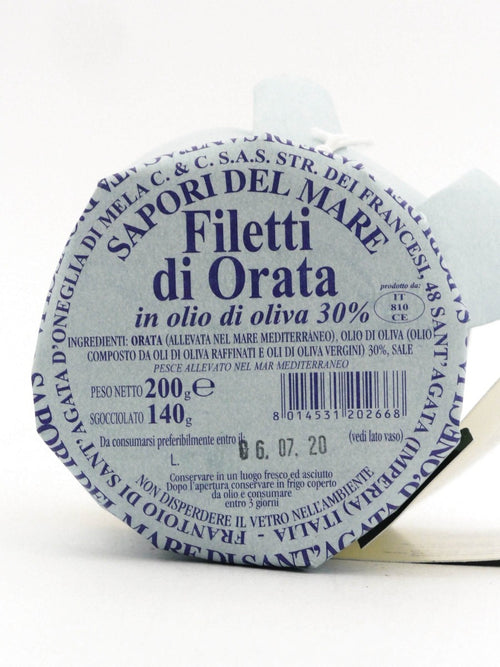 FRANTOIO DI SANT'AGATA D'ONEGLIA DI MELA C. & C. S.A.S. STR. DEI FRANCESI, 48 SANT'AGATA (IMPERIA) ITALIA -
SAPORI DEL MARE
Filetti
di Orata
in olio di oliva 30%
prodotto da:
IT
810
CE
INGREDIENTI: ORATA (ALLEVATA NEL MARE MEDITERRANEO), OLIO DI OLIVA (OLIO
COMPOSTO DA OLI DI OLIVA RAFFINATI E OLI DI OLIVA VERGINI) 30%, SALE
PESCE ALLEVATO NEL MAR MEDITERRANEO
PESO NETTO 200g e
SGOCCIOLATO 140g
8 014531 202668
Da consumarsi preferibilmente entro il 06.07.20 (vedi lato vaso)
L.
Conservare in un luogo fresco ed asciutto
Dopo l'apertura conservare in frigo coperto
da olio e consumare
entro 3 giorni
NON DISPERDERE IL VETRO NELL'AMBIENTE
MARE DI SANT'AGATA